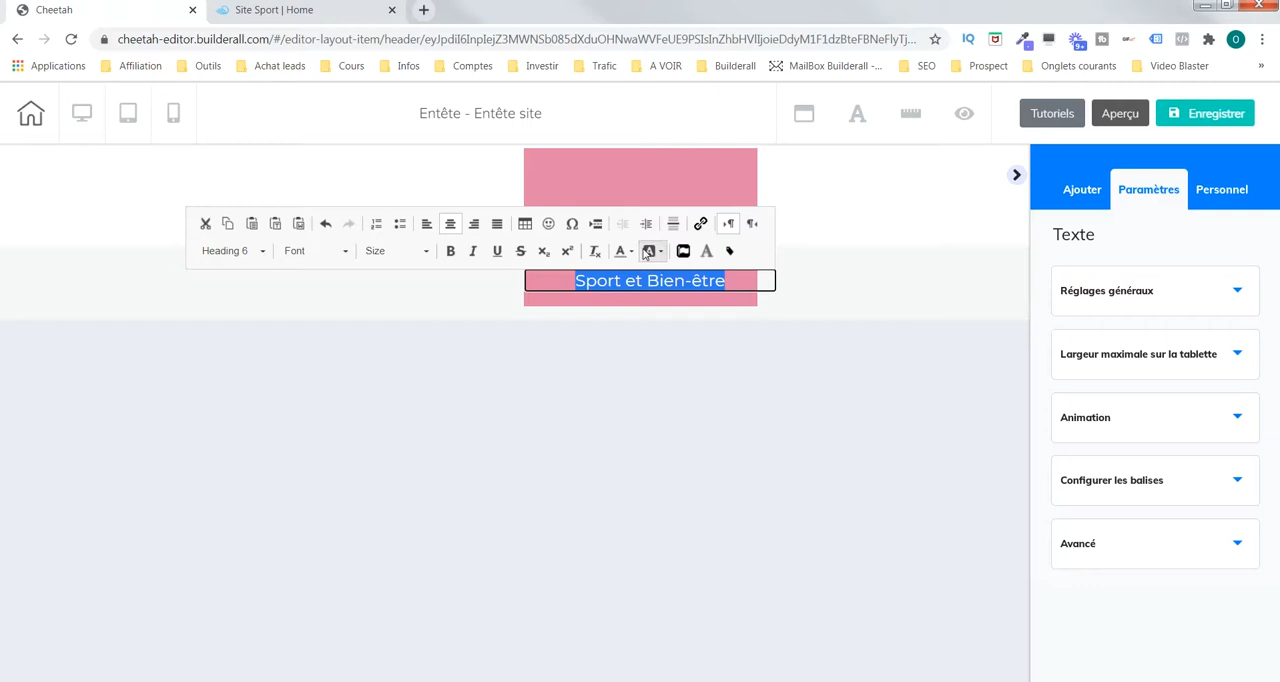 Cheetah
Site Sport | Home
cheetah-editor.builderall.com/#/editor-layout-item/header/eyJpdiI6InpIejZ3MWNSb085dXduOHNwaWVFeUE9PSIsInZhbHVlIjoieDdyM1F1dzBteFBNeFlyTj...
Applications
Affiliation
Outils
Achat leads
Cours
Infos
Comptes
Investir
Trafic
A VOIR
Builderall
MailBox Builderall -...
SEO
Prospect
Onglets courants
Video Blaster
»
Entête - Entête site
Tutoriels
Aperçu
Enregistrer
Ajouter
Paramètres
Personnel
Heading 6
Font
Size
Sport et Bien-être
Texte
Réglages généraux
Largeur maximale sur la tablette
Animation
Configurer les balises
Avancé